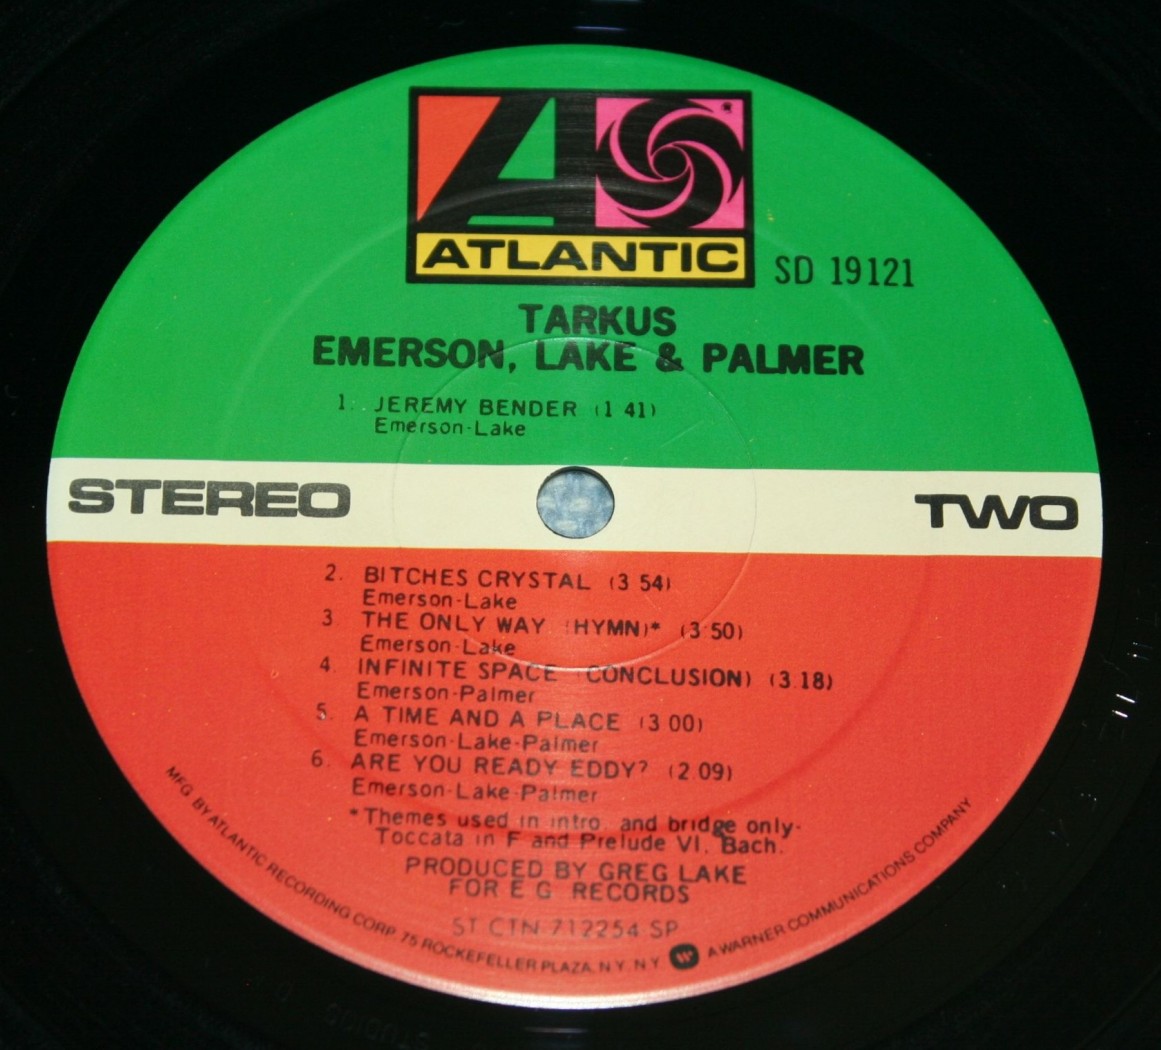 ATLANTIC
SD 19121
TARKUS
EMERSON, LAKE & PALMER
1. JEREMY BENDER (1 41)
Emerson-Lake
STEREO
TWO
2. BITCHES CRYSTAL (3 54)
Emerson-Lake
3 THE ONLY WAY (HYMN)* (3:50)
Emerson-Lake
4. INFINITE SPACE (CONCLUSION) (3.18)
Emerson-Palmer
5. A TIME AND A PLACE (3 00)
Emerson-Lake-Palmer
6. ARE YOU READY EDDY? (2.09)
Emerson-Lake-Palmer
*Themes used in intro. and bridge only-
Toccata in F and Prelude VI, Bach.
PRODUCED BY GREG LAKE
FOR E G RECORDS
ST CTN 712254 SP
MFG. BY ATLANTIC RECORDING CORP. 75 ROCKEFELLER PLAZA, N.Y. N.Y. W A WARNER COMMUNICATIONS COMPANY